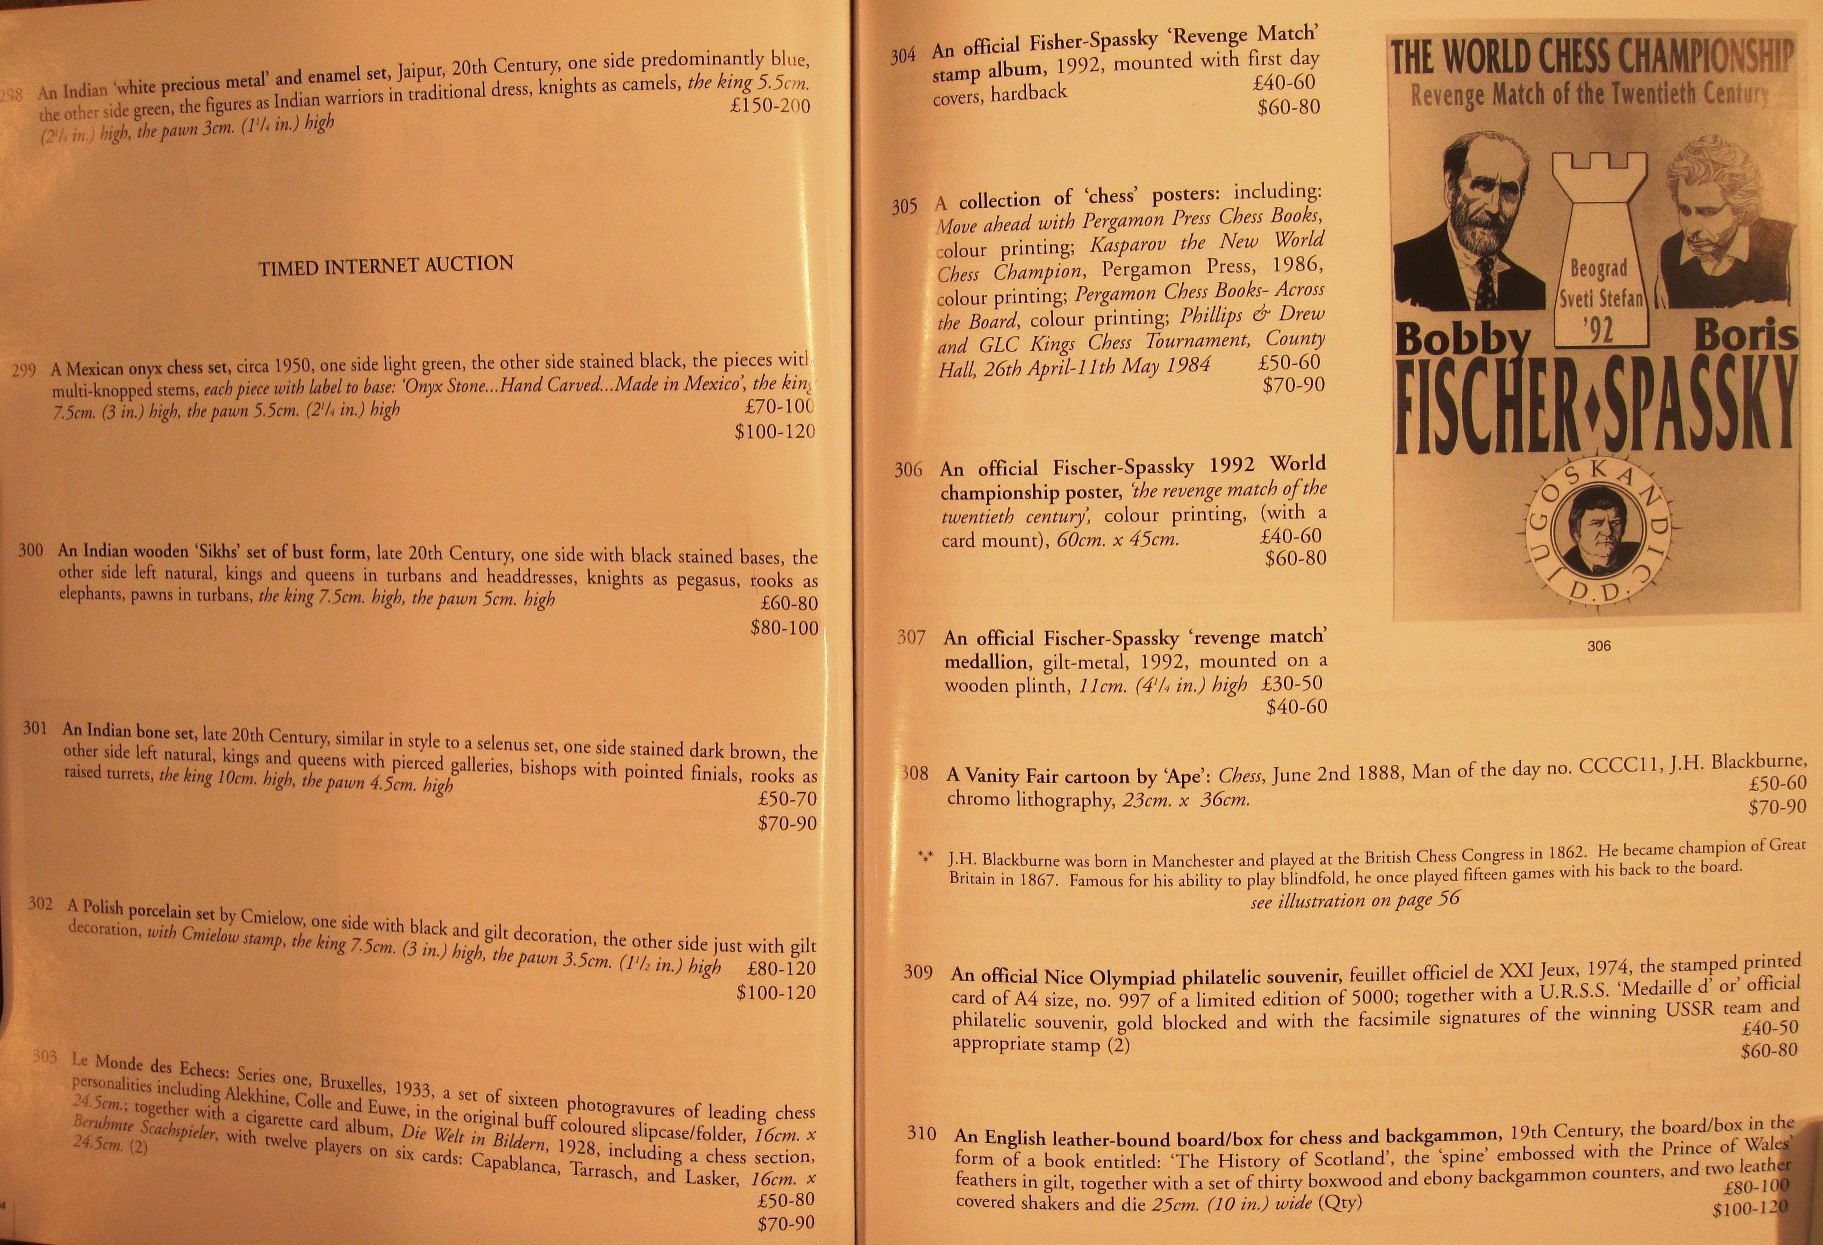 298 An Indian 'white precious metal' and enamel set, Jaipur, 20th Century, one side predominantly blue,
the other side green, the figures as Indian warriors in traditional dress, knights as camels, the king 5.5cm.
(2¹/₄ in.) high, the pawn 3cm. (1¹/₄ in.) high
£150-200
TIMED INTERNET AUCTION
299 A Mexican onyx chess set, circa 1950, one side light green, the other side stained black, the pieces with
multi-knopped stems, each piece with label to base: 'Onyx Stone...Hand Carved...Made in Mexico', the king
7.5cm. (3 in.) high, the pawn 5.5cm. (2¹/₄ in.) high £70-100
$100-120
300 An Indian wooden 'Sikhs' set of bust form, late 20th Century, one side with black stained bases, the
other side left natural, kings and queens in turbans and headdresses, knights as pegasus, rooks as
elephants, pawns in turbans, the king 7.5cm. high, the pawn 5cm. high £60-80
$80-100
301 An Indian bone set, late 20th Century, similar in style to a selenus set, one side stained dark brown, the
other side left natural, kings and queens with pierced galleries, bishops with pointed finials, rooks as
raised turrets, the king 10cm. high, the pawn 4.5cm. high
£50-70
$70-90
302 A Polish porcelain set by Cmielow, one side with black and gilt decoration, the other side just with gilt
decoration, with Cmielow stamp, the king 7.5cm. (3 in.) high, the pawn 3.5cm. (1¹/₂ in.) high £80-120
$100-120
303 Le Monde des Echecs: Series one, Bruxelles, 1933, a set of sixteen photogravures of leading chess
personalities including Alekhine, Colle and Euwe, in the original buff coloured slipcase/folder, 16cm. x
24.5cm.; together with a cigarette card album, Die Welt in Bildern, 1928, including a chess section,
Beruhmte Scachspieler, with twelve players on six cards: Capablanca, Tarrasch, and Lasker, 16cm. x
24.5cm. (2)
£50-80
$70-90
304 An official Fisher-Spassky 'Revenge Match'
stamp album, 1992, mounted with first day
covers, hardback £40-60
$60-80
305 A collection of 'chess' posters: including:
Move ahead with Pergamon Press Chess Books,
colour printing; Kasparov the New World
Chess Champion, Pergamon Press, 1986,
colour printing; Pergamon Chess Books- Across
the Board, colour printing; Phillips & Drew
and GLC Kings Chess Tournament, County
Hall, 26th April-11th May 1984 £50-60
$70-90
306 An official Fischer-Spassky 1992 World
championship poster, 'the revenge match of the
twentieth century', colour printing, (with a
card mount), 60cm. x 45cm. £40-60
$60-80
307 An official Fischer-Spassky 'revenge match'
medallion, gilt-metal, 1992, mounted on a
wooden plinth, 11cm. (4¹/₄ in.) high £30-50
$40-60
THE WORLD CHESS CHAMPIONSHIP
Revenge Match of the Twentieth Century
Beograd
Sveti Stefan
'92
Bobby Boris
FISCHER♦SPASSKY
JUGOSKANDIC
D.D.
306
308 A Vanity Fair cartoon by 'Ape': Chess, June 2nd 1888, Man of the day no. CCCC11, J.H. Blackburne,
chromo lithography, 23cm. x 36cm. £50-60
$70-90
*.* J.H. Blackburne was born in Manchester and played at the British Chess Congress in 1862. He became champion of Great
Britain in 1867. Famous for his ability to play blindfold, he once played fifteen games with his back to the board.
see illustration on page 56
309 An official Nice Olympiad philatelic souvenir, feuillet officiel de XXI Jeux, 1974, the stamped printed
card of A4 size, no. 997 of a limited edition of 5000; together with a U.R.S.S. 'Medaille d' or' official
philatelic souvenir, gold blocked and with the facsimile signatures of the winning USSR team and
appropriate stamp (2) £40-50
$60-80
310 An English leather-bound board/box for chess and backgammon, 19th Century, the board/box in the
form of a book entitled: 'The History of Scotland', the 'spine' embossed with the Prince of Wales'
feathers in gilt, together with a set of thirty boxwood and ebony backgammon counters, and two leather
covered shakers and die 25cm. (10 in.) wide (Qty) £80-100
$100-120